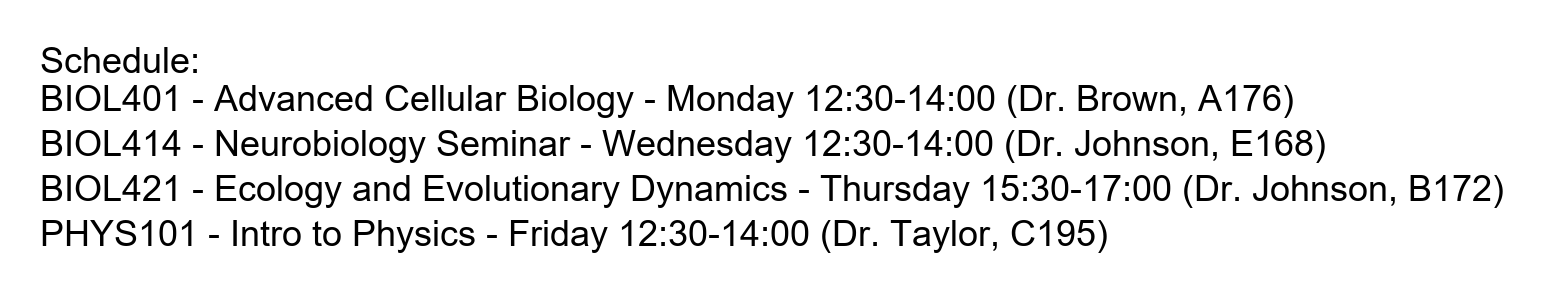 Schedule:
BIOL401 - Advanced Cellular Biology - Monday 12:30-14:00 (Dr. Brown, A176)
BIOL414 - Neurobiology Seminar - Wednesday 12:30-14:00 (Dr. Johnson, E168)
BIOL421 - Ecology and Evolutionary Dynamics - Thursday 15:30-17:00 (Dr. Johnson, B172)
PHYS101 - Intro to Physics - Friday 12:30-14:00 (Dr. Taylor, C195)